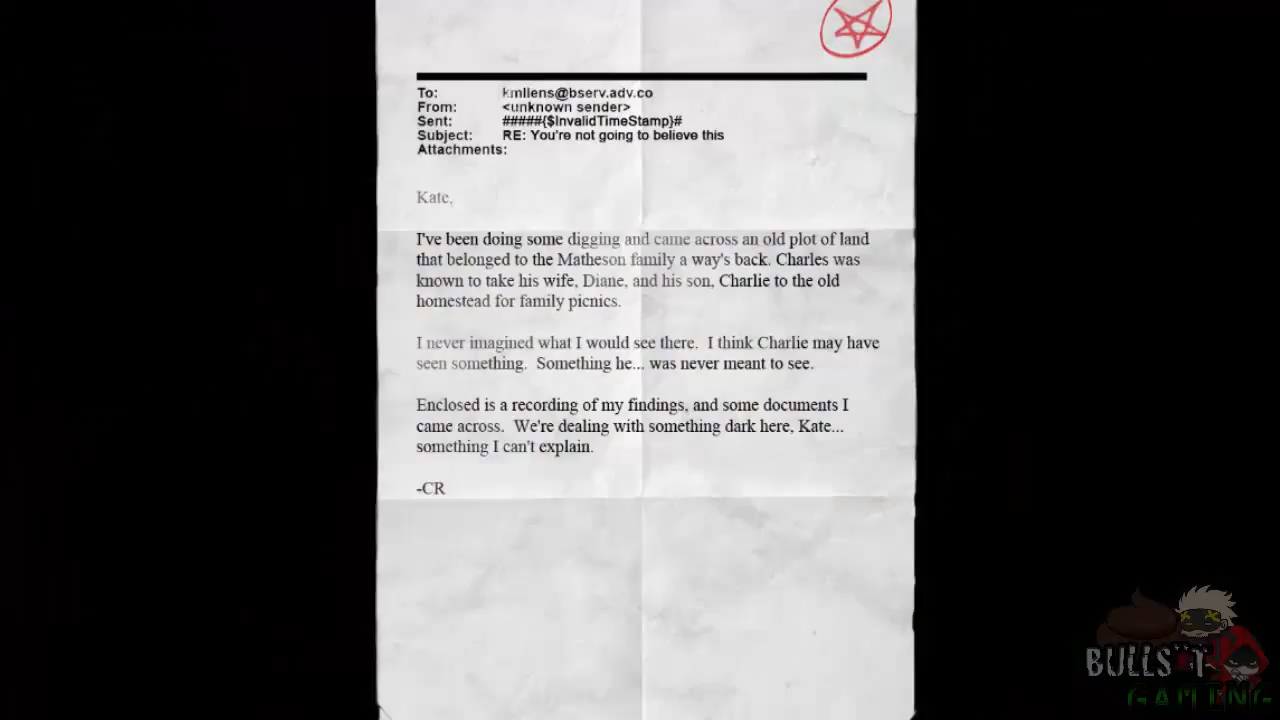 To: kmllens@bserv.adv.co
From: <unknown sender>
Sent: #####{$InvalidTimeStamp}#
Subject: RE: You're not going to believe this
Attachments:
Kate,
I've been doing some digging and came across an old plot of land
that belonged to the Matheson family a way's back. Charles was
known to take his wife, Diane, and his son, Charlie to the old
homestead for family picnics.
I never imagined what I would see there. I think Charlie may have
seen something. Something he... was never meant to see.
Enclosed is a recording of my findings, and some documents I
came across. We're dealing with something dark here, Kate...
something I can't explain.
-CR
GAMING